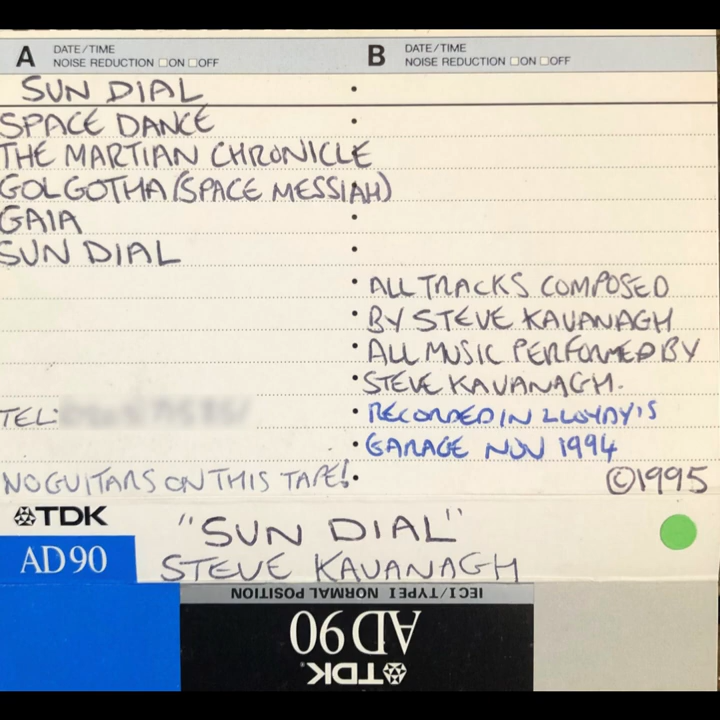 A DATE/TIME
NOISE REDUCTION □ON □OFF
B DATE/TIME
NOISE REDUCTION □ON □OFF
SUN DIAL
SPACE DANCE
THE MARTIAN CHRONICLE
GOLGOTHA (SPACE MESSIAH)
GAIA
SUN DIAL
ALL TRACKS COMPOSED
BY STEVE KAVANAGH
ALL MUSIC PERFORMED BY
STEVE KAVANAGH.
TEL:
RECORDED IN LLOYDY'S
GARAGE NOV 1994
NO GUITARS ON THIS TAPE!
©1995
TDK
AD90
"SUN DIAL"
STEVE KAVANAGH
IECI/TYPEI NORMAL POSITION
AD90
TDK